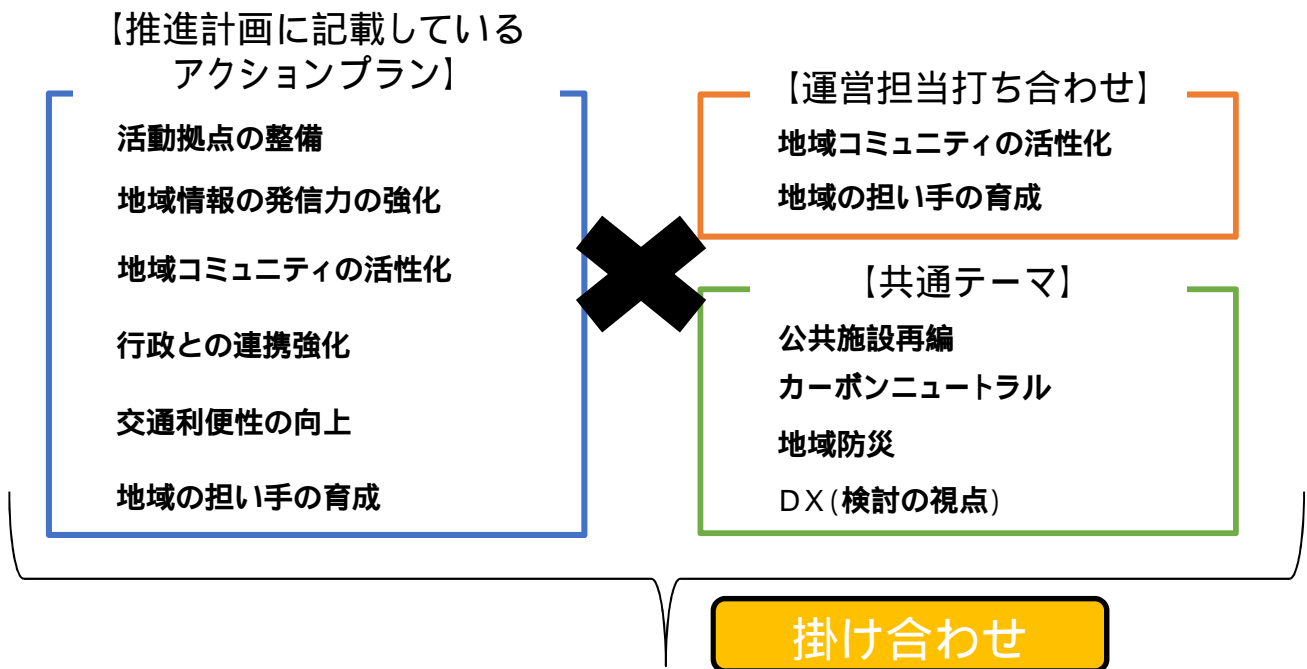 【推進計画に記載している
アクションプラン】
活動拠点の整備
地域情報の発信力の強化
地域コミュニティの活性化
行政との連携強化
交通利便性の向上
地域の担い手の育成
【運営担当打ち合わせ】
地域コミュニティの活性化
地域の担い手の育成
【共通テーマ】
公共施設再編
カーボンニュートラル
地域防災
DX(検討の視点)
掛け合わせ